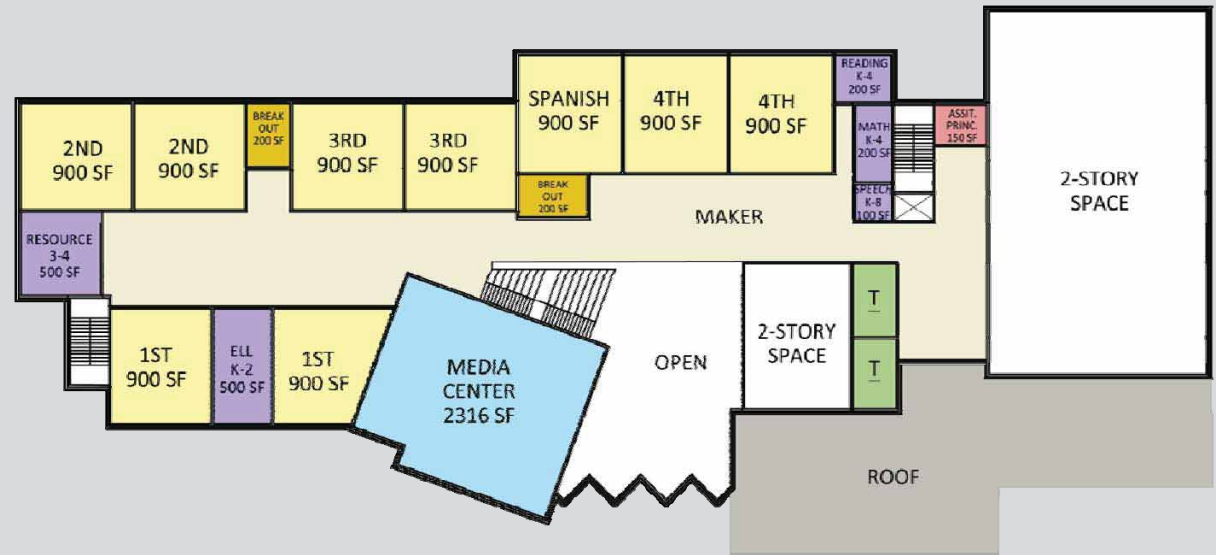 SPANISH
900 SF
4TH
900 SF
4TH
900 SF
READING
K-4
200 SF
2ND
900 SF
2ND
900 SF
BREAK
OUT
200 SF
3RD
900 SF
3RD
900 SF
MATH
K-4
200 SF
ASSIT.
PRINC.
150 SF
2-STORY
SPACE
BREAK
OUT
200 SF
SPEECH
K-8
100 SF
MAKER
RESOURCE
3-4
500 SF
1ST
900 SF
ELL
K-2
500 SF
1ST
900 SF
MEDIA
CENTER
2316 SF
OPEN
2-STORY
SPACE
T
T
ROOF